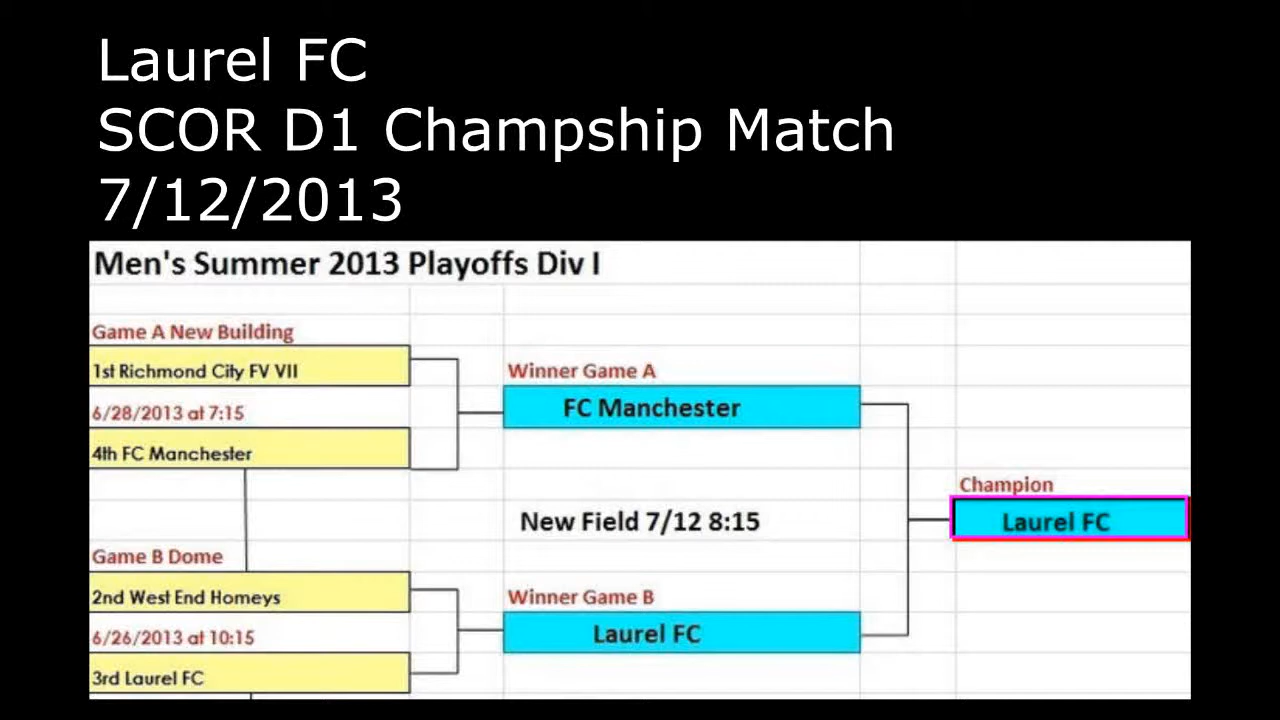 Laurel FC
SCOR D1 Champship Match
7/12/2013
Men's Summer 2013 Playoffs Div I
Game A New Building
1st Richmond City FV VII
6/28/2013 at 7:15
4th FC Manchester
Game B Dome
2nd West End Homeys
6/26/2013 at 10:15
3rd Laurel FC
Winner Game A
FC Manchester
New Field 7/12 8:15
Winner Game B
Laurel FC
Champion
Laurel FC